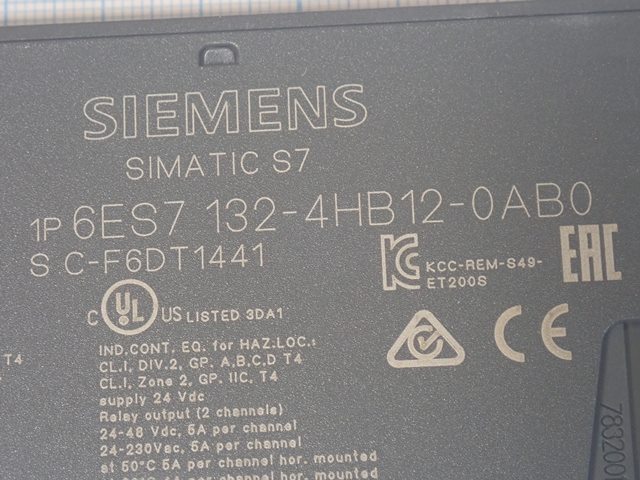 SIEMENS
SIMATIC S7
1P 6ES7 132-4HB12-0AB0
S C-F6DT1441
KCC-REM-S49-
ET200S
EAC
C UL US LISTED 3DA1
CE
IND.CONT. EQ. for HAZ.LOC.:
CL.I, DIV.2, GP. A,B,C,D T4
CL.I, Zone 2, GP. IIC, T4
supply 24 Vdc
Relay output (2 channels)
24-48 Vdc, 5A per channel
24-230Vac, 5A per channel
at 50°C 5A per channel hor. mounted
T4